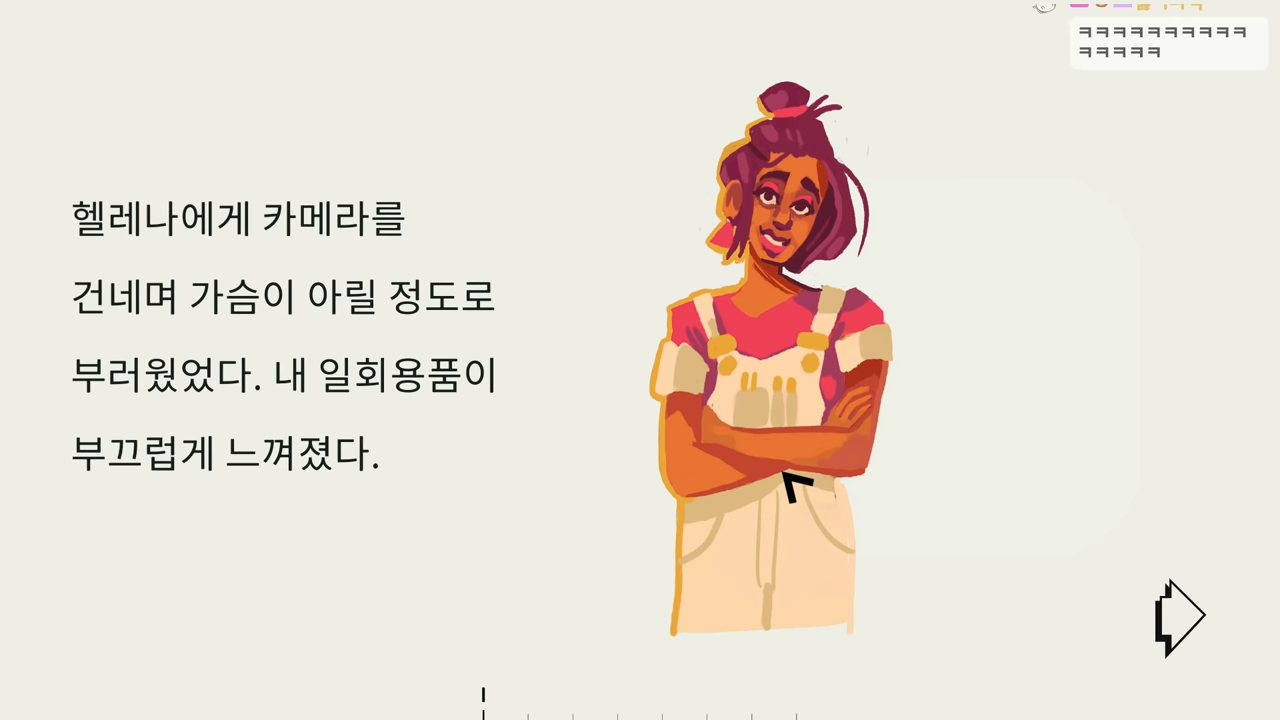 ㅋㅋㅋㅋㅋㅋㅋㅋㅋㅋ
ㅋㅋㅋㅋㅋ
헬레나에게 카메라를
건네며 가슴이 아릴 정도로
부러웠었다. 내 일회용품이
부끄럽게 느껴졌다.